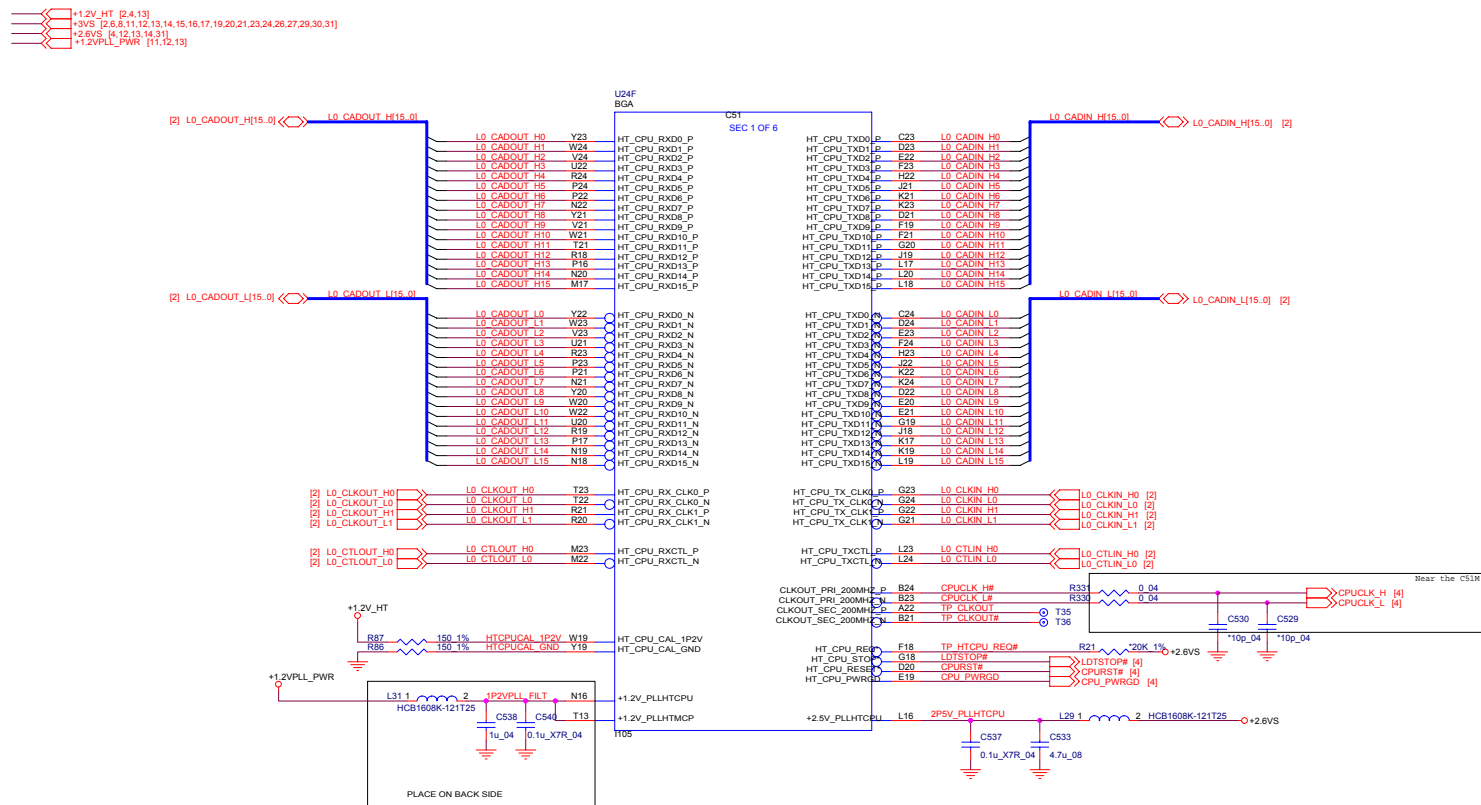 +1.2V_HT [2,4,13]
+3VS [2,6,8,11,12,13,14,15,16,17,19,20,21,23,24,26,27,29,30,31]
+2.6VS [4,12,13,14,31]
+1.2VPLL_PWR [11,12,13]
U24F
BGA
C51
SEC 1 OF 6
[2] L0_CADOUT_H[15..0] L0_CADOUT_H[15..0]
L0_CADIN_H[15..0] L0_CADIN_H[15..0] [2]
L0_CADOUT_H0 Y23 HT_CPU_RXD0_P HT_CPU_TXD0_P C23 L0_CADIN_H0
L0_CADOUT_H1 W24 HT_CPU_RXD1_P HT_CPU_TXD1_P D23 L0_CADIN_H1
L0_CADOUT_H2 V24 HT_CPU_RXD2_P HT_CPU_TXD2_P E22 L0_CADIN_H2
L0_CADOUT_H3 U22 HT_CPU_RXD3_P HT_CPU_TXD3_P F23 L0_CADIN_H3
L0_CADOUT_H4 R24 HT_CPU_RXD4_P HT_CPU_TXD4_P H22 L0_CADIN_H4
L0_CADOUT_H5 P24 HT_CPU_RXD5_P HT_CPU_TXD5_P J21 L0_CADIN_H5
L0_CADOUT_H6 P22 HT_CPU_RXD6_P HT_CPU_TXD6_P K21 L0_CADIN_H6
L0_CADOUT_H7 N22 HT_CPU_RXD7_P HT_CPU_TXD7_P K23 L0_CADIN_H7
L0_CADOUT_H8 Y21 HT_CPU_RXD8_P HT_CPU_TXD8_P D21 L0_CADIN_H8
L0_CADOUT_H9 V21 HT_CPU_RXD9_P HT_CPU_TXD9_P F19 L0_CADIN_H9
L0_CADOUT_H10 W21 HT_CPU_RXD10_P HT_CPU_TXD10_P F21 L0_CADIN_H10
L0_CADOUT_H11 T21 HT_CPU_RXD11_P HT_CPU_TXD11_P G20 L0_CADIN_H11
L0_CADOUT_H12 R18 HT_CPU_RXD12_P HT_CPU_TXD12_P J19 L0_CADIN_H12
L0_CADOUT_H13 P16 HT_CPU_RXD13_P HT_CPU_TXD13_P L17 L0_CADIN_H13
L0_CADOUT_H14 N20 HT_CPU_RXD14_P HT_CPU_TXD14_P L20 L0_CADIN_H14
L0_CADOUT_H15 M17 HT_CPU_RXD15_P HT_CPU_TXD15_P L18 L0_CADIN_H15
[2] L0_CADOUT_L[15..0] L0_CADOUT_L[15..0]
L0_CADIN_L[15..0] L0_CADIN_L[15..0] [2]
L0_CADOUT_L0 Y22 HT_CPU_RXD0_N HT_CPU_TXD0_N C24 L0_CADIN_L0
L0_CADOUT_L1 W23 HT_CPU_RXD1_N HT_CPU_TXD1_N D24 L0_CADIN_L1
L0_CADOUT_L2 V23 HT_CPU_RXD2_N HT_CPU_TXD2_N E23 L0_CADIN_L2
L0_CADOUT_L3 U21 HT_CPU_RXD3_N HT_CPU_TXD3_N F24 L0_CADIN_L3
L0_CADOUT_L4 R23 HT_CPU_RXD4_N HT_CPU_TXD4_N H23 L0_CADIN_L4
L0_CADOUT_L5 P23 HT_CPU_RXD5_N HT_CPU_TXD5_N J22 L0_CADIN_L5
L0_CADOUT_L6 P21 HT_CPU_RXD6_N HT_CPU_TXD6_N K22 L0_CADIN_L6
L0_CADOUT_L7 N21 HT_CPU_RXD7_N HT_CPU_TXD7_N K24 L0_CADIN_L7
L0_CADOUT_L8 Y20 HT_CPU_RXD8_N HT_CPU_TXD8_N D22 L0_CADIN_L8
L0_CADOUT_L9 W20 HT_CPU_RXD9_N HT_CPU_TXD9_N E20 L0_CADIN_L9
L0_CADOUT_L10 W22 HT_CPU_RXD10_N HT_CPU_TXD10_N E21 L0_CADIN_L10
L0_CADOUT_L11 U20 HT_CPU_RXD11_N HT_CPU_TXD11_N G19 L0_CADIN_L11
L0_CADOUT_L12 R19 HT_CPU_RXD12_N HT_CPU_TXD12_N J18 L0_CADIN_L12
L0_CADOUT_L13 P17 HT_CPU_RXD13_N HT_CPU_TXD13_N K17 L0_CADIN_L13
L0_CADOUT_L14 N19 HT_CPU_RXD14_N HT_CPU_TXD14_N K19 L0_CADIN_L14
L0_CADOUT_L15 N18 HT_CPU_RXD15_N HT_CPU_TXD15_N L19 L0_CADIN_L15
[2] L0_CLKOUT_H0 L0_CLKOUT_H0 T23 HT_CPU_RX_CLK0_P HT_CPU_TX_CLK0_P G23 L0_CLKIN_H0 L0_CLKIN_H0 [2]
[2] L0_CLKOUT_L0 L0_CLKOUT_L0 T22 HT_CPU_RX_CLK0_N HT_CPU_TX_CLK0_N G24 L0_CLKIN_L0 L0_CLKIN_L0 [2]
[2] L0_CLKOUT_H1 L0_CLKOUT_H1 R21 HT_CPU_RX_CLK1_P HT_CPU_TX_CLK1_P G22 L0_CLKIN_H1 L0_CLKIN_H1 [2]
[2] L0_CLKOUT_L1 L0_CLKOUT_L1 R20 HT_CPU_RX_CLK1_N HT_CPU_TX_CLK1_N G21 L0_CLKIN_L1 L0_CLKIN_L1 [2]
[2] L0_CTLOUT_H0 L0_CTLOUT_H0 M23 HT_CPU_RXCTL_P HT_CPU_TXCTL_P L23 L0_CTLIN_H0 L0_CTLIN_H0 [2]
[2] L0_CTLOUT_L0 L0_CTLOUT_L0 M22 HT_CPU_RXCTL_N HT_CPU_TXCTL_N L24 L0_CTLIN_L0 L0_CTLIN_L0 [2]
Near the C51M
CLKOUT_PRI_200MHZ_P B24 CPUCLK_H# R331 0_04 CPUCLK_H [4]
CLKOUT_PRI_200MHZ_N B23 CPUCLK_L# R330 0_04 CPUCLK_L [4]
CLKOUT_SEC_200MHZ_P A22 TP_CLKOUT T35
CLKOUT_SEC_200MHZ_N B21 TP_CLKOUT# T36
C530 C529
*10p_04 *10p_04
+1.2V_HT
R87 150_1% HTCPUCAL_1P2V W19 HT_CPU_CAL_1P2V
R86 150_1% HTCPUCAL_GND Y19 HT_CPU_CAL_GND
HT_CPU_REQ F18 TP_HTCPU_REQ# R21 *20K_1% +2.6VS
HT_CPU_STOP G18 LDTSTOP# LDTSTOP# [4]
HT_CPU_RESET D20 CPURST# CPURST# [4]
HT_CPU_PWRGD E19 CPU_PWRGD CPU_PWRGD [4]
+1.2VPLL_PWR
L31 1 2 1P2VPLL_FILT N16 +1.2V_PLLHTCPU
HCB1608K-121T25
C538 C540 T13 +1.2V_PLLHTMCP
1u_04 0.1u_X7R_04
I105
+2.5V_PLLHTCPU L16 2P5V_PLLHTCPU L29 1 2 HCB1608K-121T25 +2.6VS
C537 C533
0.1u_X7R_04 4.7u_08
PLACE ON BACK SIDE